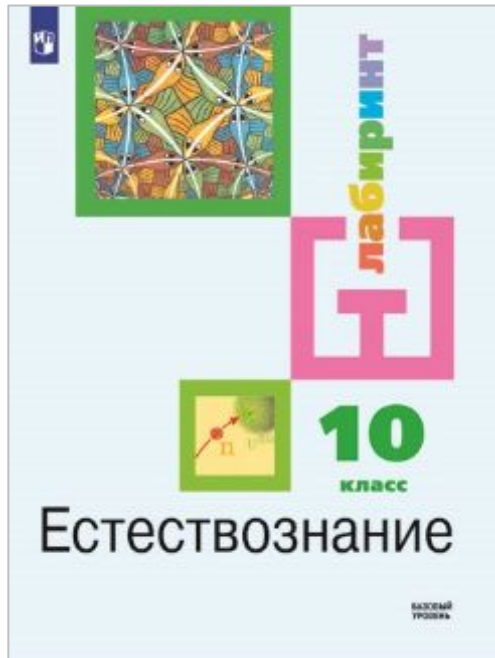 лабиринт
n
10
класс
Естествознание
БАЗОВЫЙ
УРОВЕНЬ